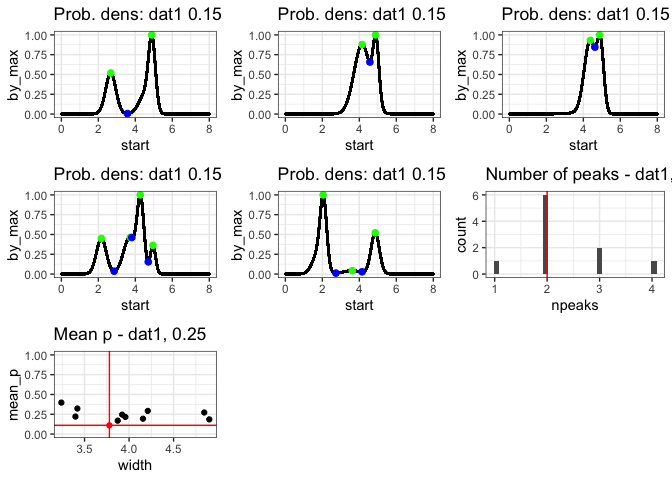 Prob. dens: dat1 0.15
1.00
0.75
0.50
0.25
0.00
by_max
0 2 4 6 8
start
Prob. dens: dat1 0.15
1.00
0.75
0.50
0.25
0.00
by_max
0 2 4 6 8
start
Prob. dens: dat1 0.15
1.00
0.75
0.50
0.25
0.00
by_max
0 2 4 6 8
start
Prob. dens: dat1 0.15
1.00
0.75
0.50
0.25
0.00
by_max
0 2 4 6 8
start
Prob. dens: dat1 0.15
1.00
0.75
0.50
0.25
0.00
by_max
0 2 4 6 8
start
Number of peaks - dat1,
6
4
2
0
count
1 2 3 4
npeaks
Mean p - dat1, 0.25
1.00
0.75
0.50
0.25
0.00
mean_p
3.5 4.0 4.5
width